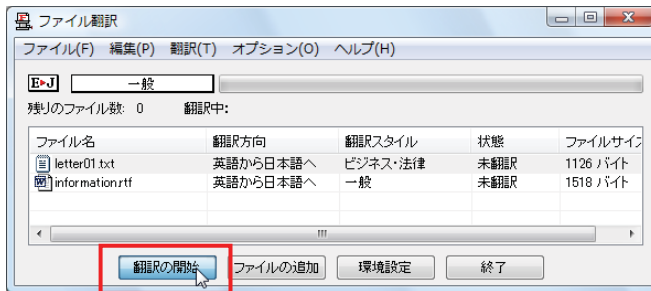 ファイル翻訳
ファイル(F) 編集(P) 翻訳(T) オプション(O) ヘルプ(H)
E▸J 一般
残りのファイル数: 0 翻訳中:
ファイル名 翻訳方向 翻訳スタイル 状態 ファイルサイズ
letter01.txt 英語から日本語へ ビジネス・法律 未翻訳 1126 バイト
information.rtf 英語から日本語へ 一般 未翻訳 1518 バイト
翻訳の開始 ファイルの追加 環境設定 終了